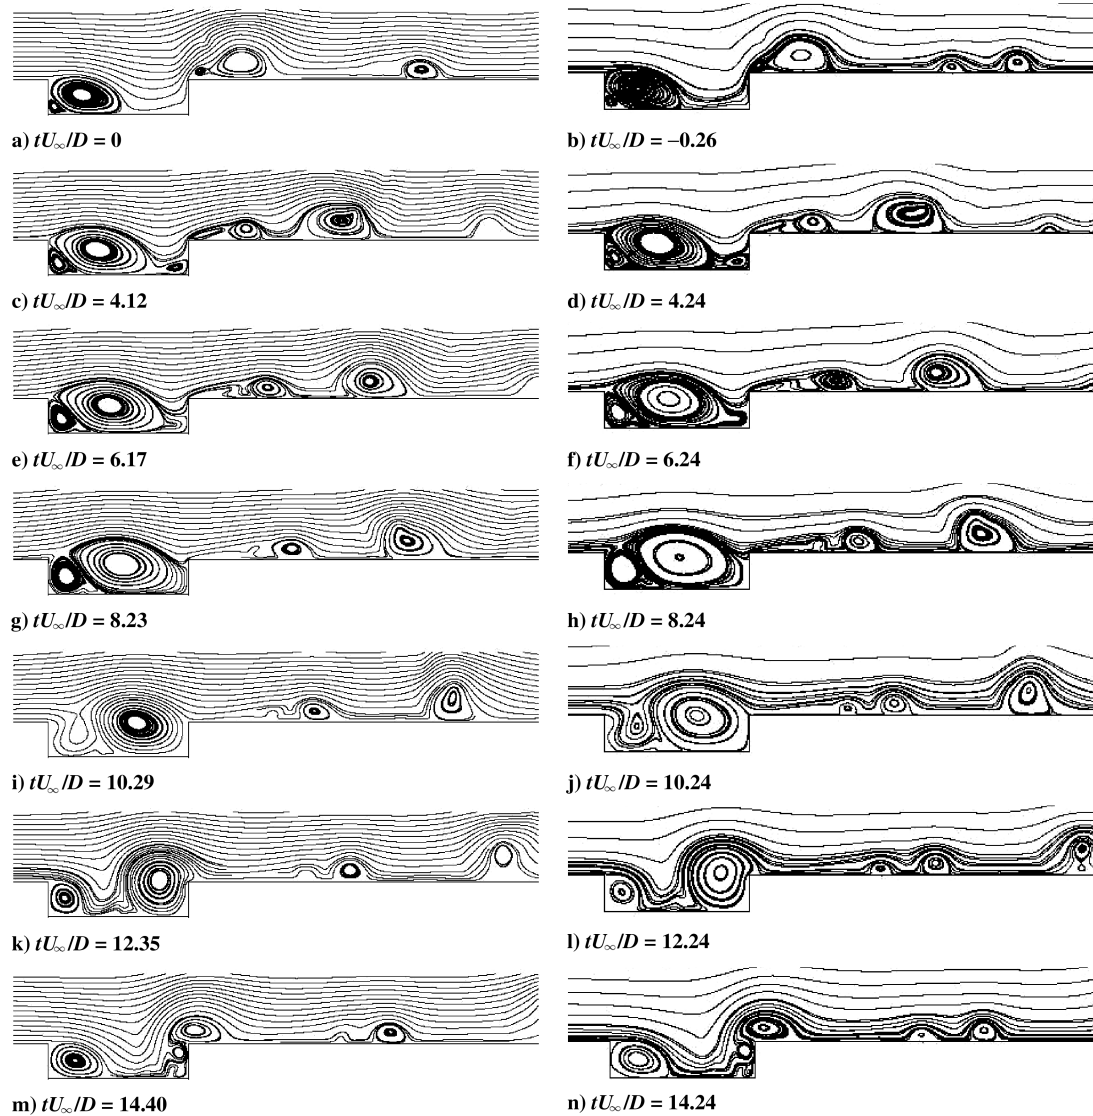 a) tU∞/D = 0
b) tU∞/D = −0.26
c) tU∞/D = 4.12
d) tU∞/D = 4.24
e) tU∞/D = 6.17
f) tU∞/D = 6.24
g) tU∞/D = 8.23
h) tU∞/D = 8.24
i) tU∞/D = 10.29
j) tU∞/D = 10.24
k) tU∞/D = 12.35
l) tU∞/D = 12.24
m) tU∞/D = 14.40
n) tU∞/D = 14.24